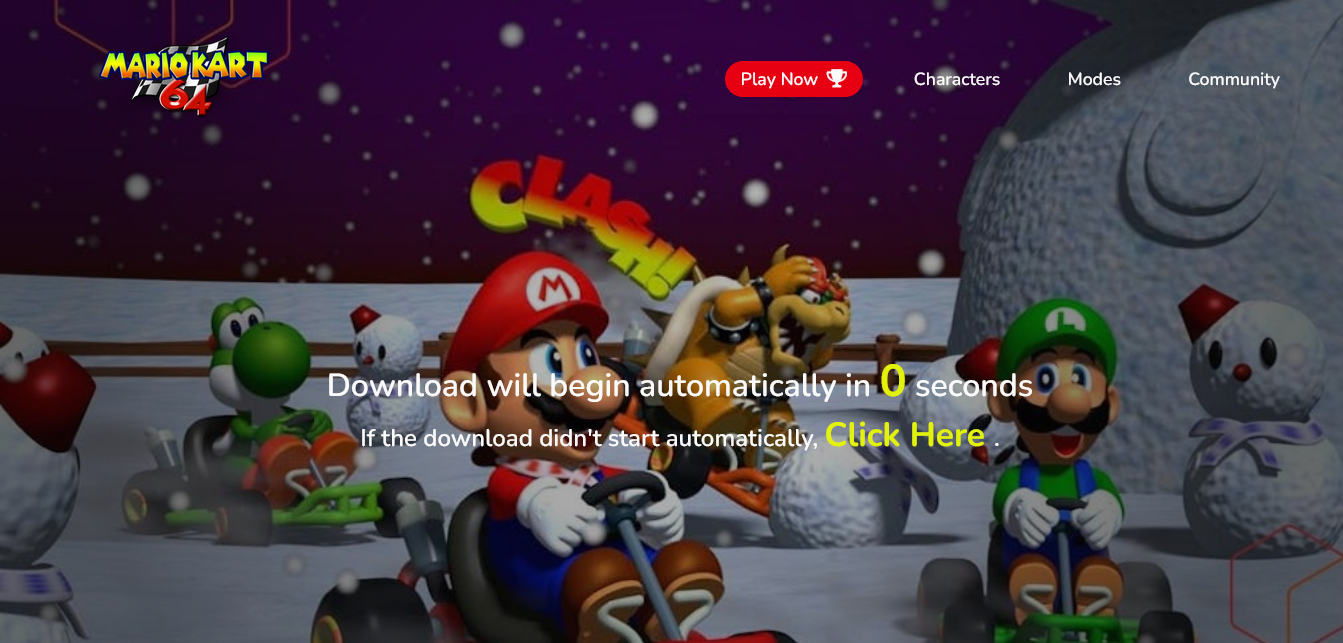 MARIO KART
64
Play Now
Characters
Modes
Community
CLASH!
M
L
Download will begin automatically in 0 seconds
If the download didn't start automatically, Click Here .